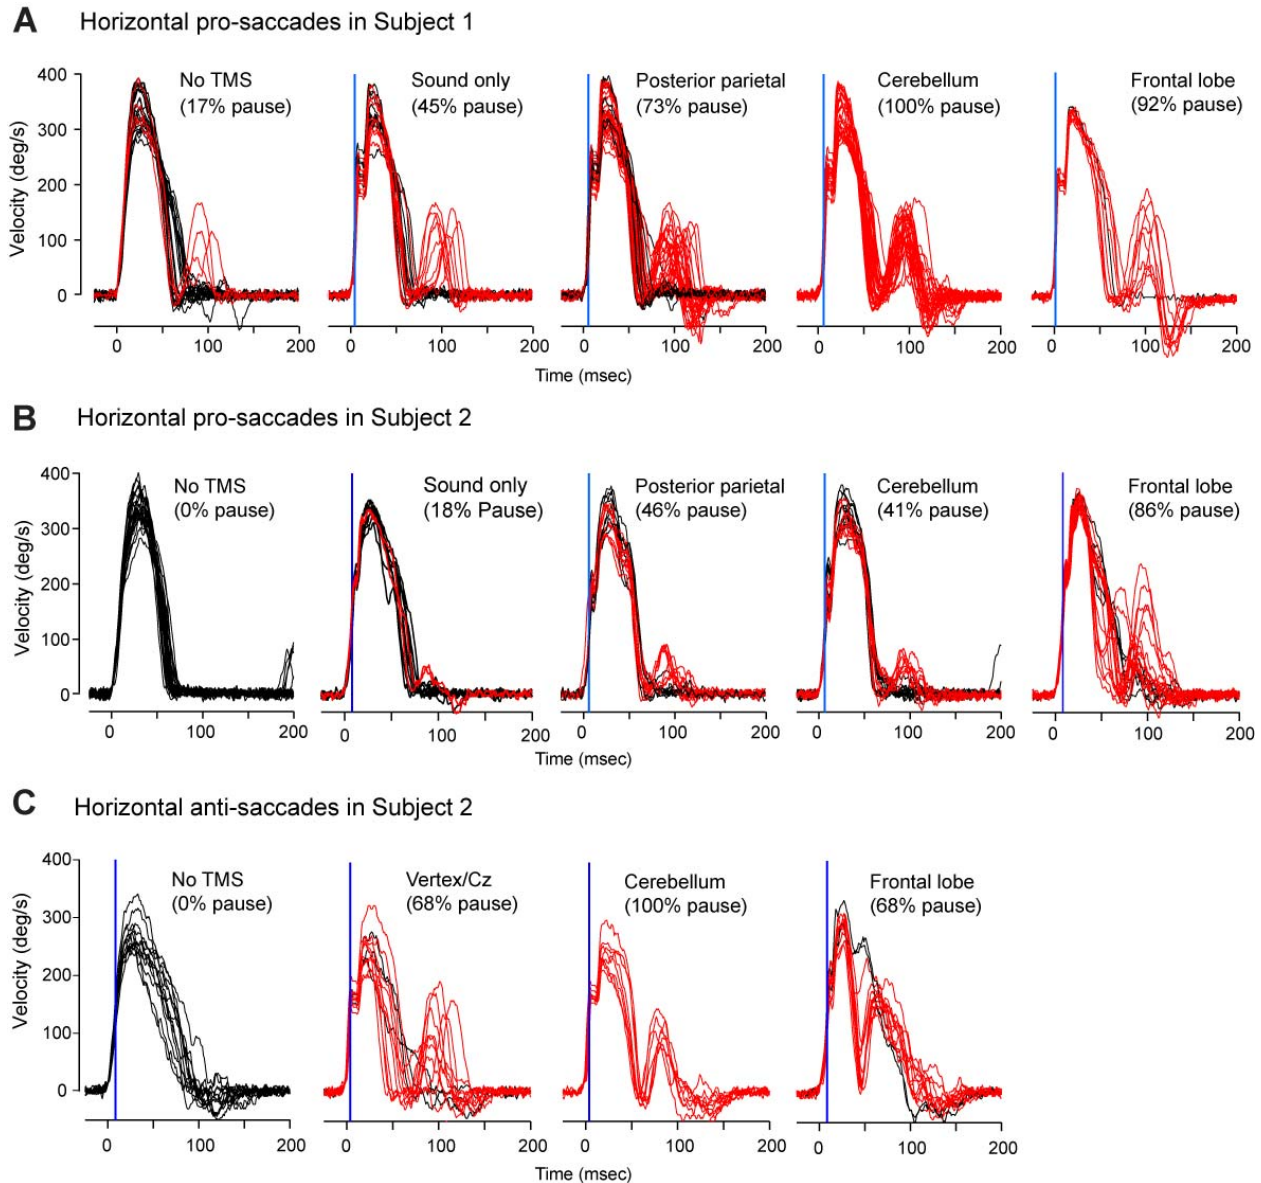 A Horizontal pro-saccades in Subject 1
No TMS
(17% pause)
Sound only
(45% pause)
Posterior parietal
(73% pause)
Cerebellum
(100% pause)
Frontal lobe
(92% pause)
Velocity (deg/s)
400
300
200
100
0
0 100 200
0 100 200
0 100 200
0 100 200
0 100 200
Time (msec)
B Horizontal pro-saccades in Subject 2
No TMS
(0% pause)
Sound only
(18% Pause)
Posterior parietal
(46% pause)
Cerebellum
(41% pause)
Frontal lobe
(86% pause)
Velocity (deg/s)
400
300
200
100
0
0 100 200
0 100 200
0 100 200
0 100 200
0 100 200
Time (msec)
C Horizontal anti-saccades in Subject 2
No TMS
(0% pause)
Vertex/Cz
(68% pause)
Cerebellum
(100% pause)
Frontal lobe
(68% pause)
Velocity (deg/s)
400
300
200
100
0
0 100 200
0 100 200
0 100 200
0 100 200
Time (msec)